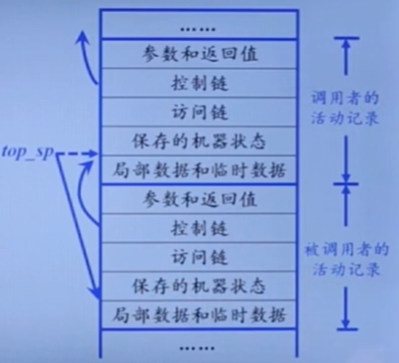 ……
参数和返回值
控制链
访问链
保存的机器状态
局部数据和临时数据
参数和返回值
控制链
访问链
保存的机器状态
局部数据和临时数据
……
top_sp
调用者的
活动记录
被调用者的
活动记录